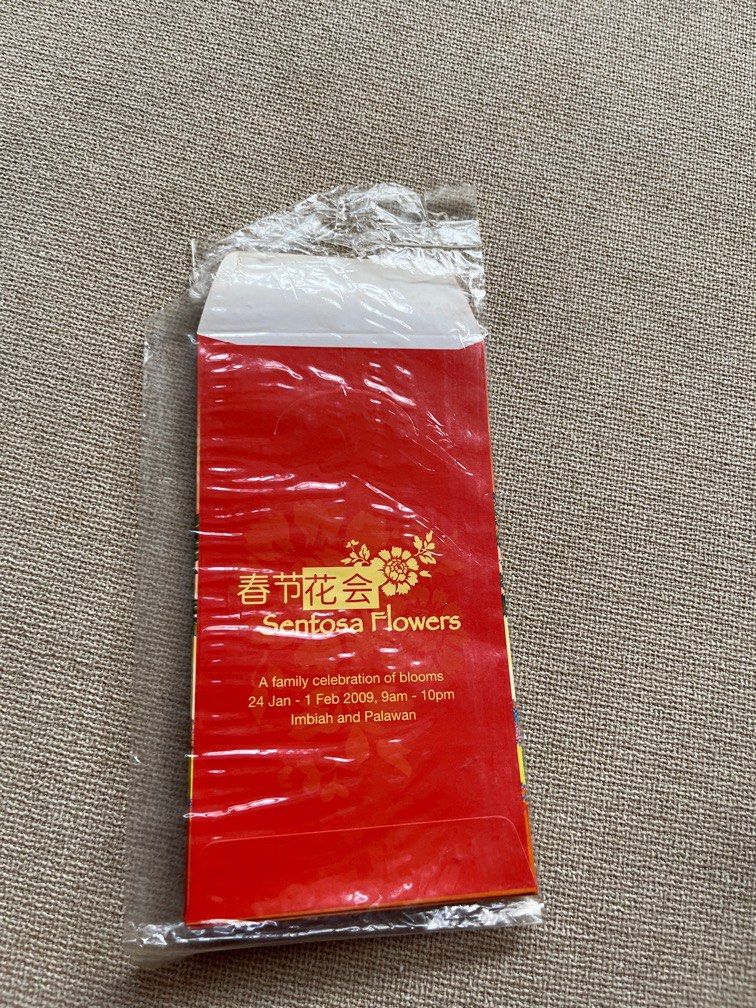 春节花会
Sentosa Flowers
A family celebration of blooms
24 Jan - 1 Feb 2009, 9am - 10pm
Imbiah and Palawan